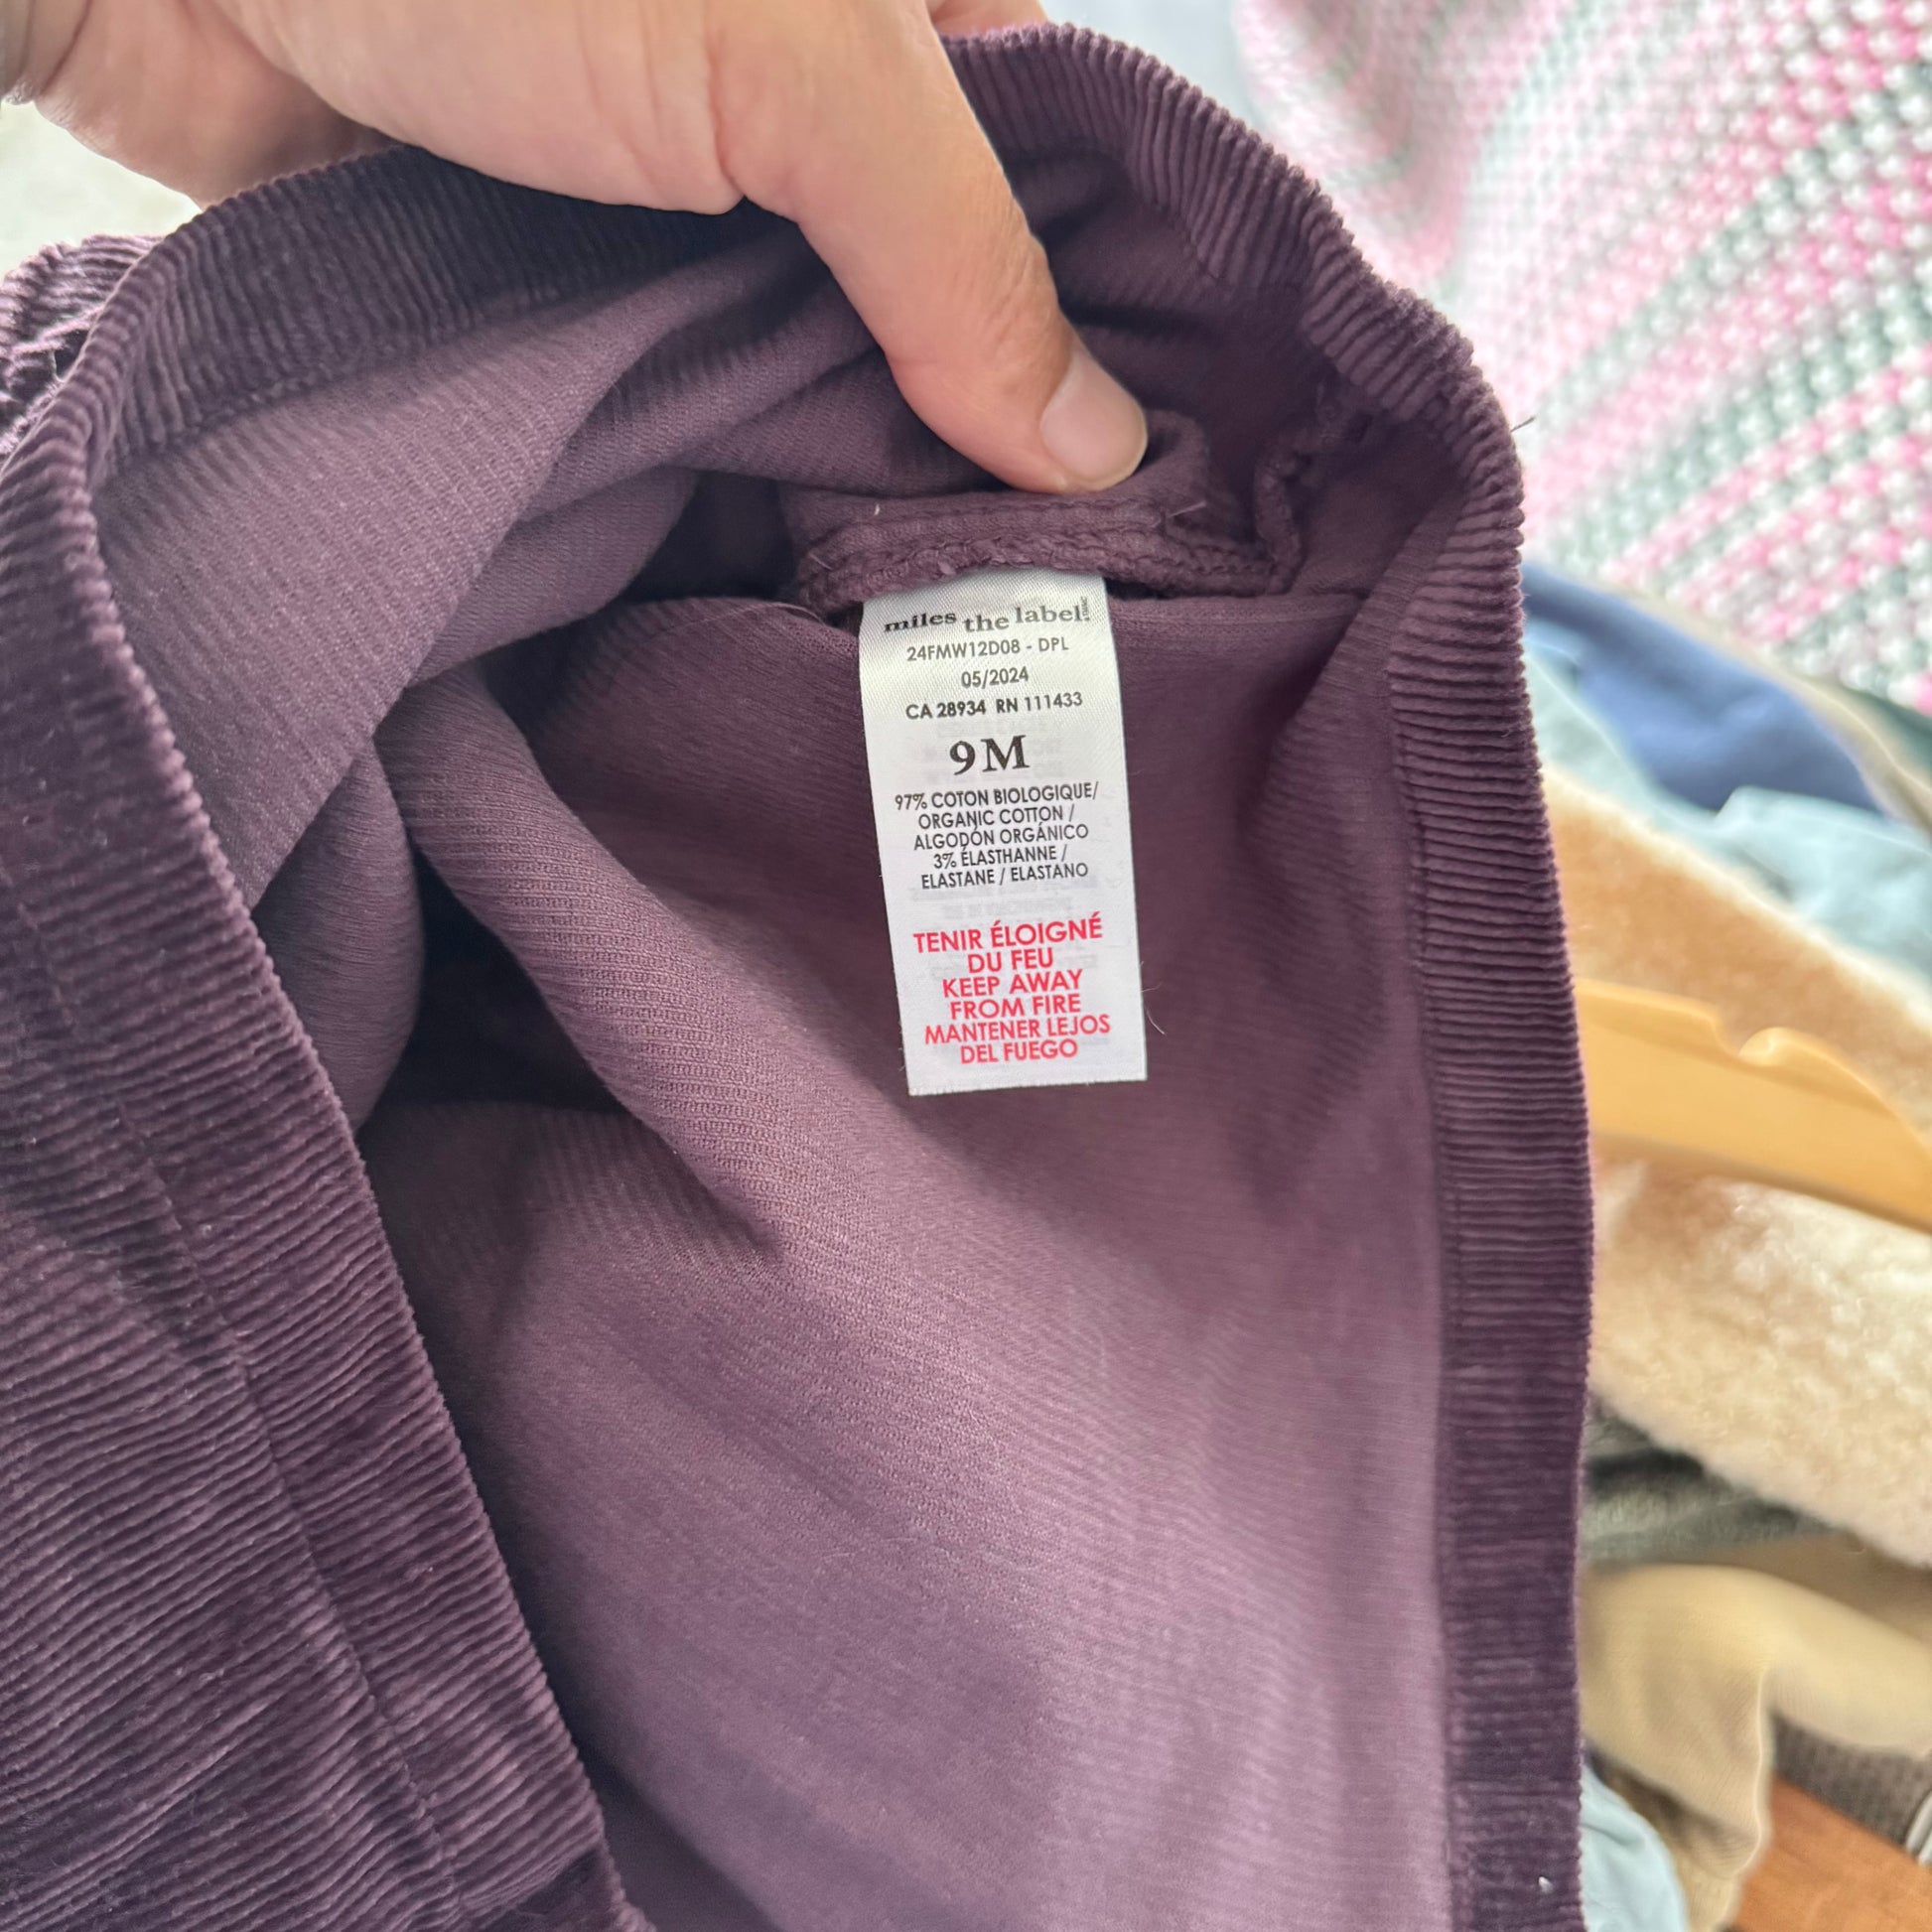 miles the label.
24FMW12D08 - DPL
05/2024
CA 28934 RN 111433
9M
97% COTON BIOLOGIQUE/
ORGANIC COTTON /
ALGODÓN ORGÁNICO
3% ÉLASTHANNE /
ELASTANE / ELASTANO
TENIR ÉLOIGNÉ
DU FEU
KEEP AWAY
FROM FIRE
MANTENER LEJOS
DEL FUEGO